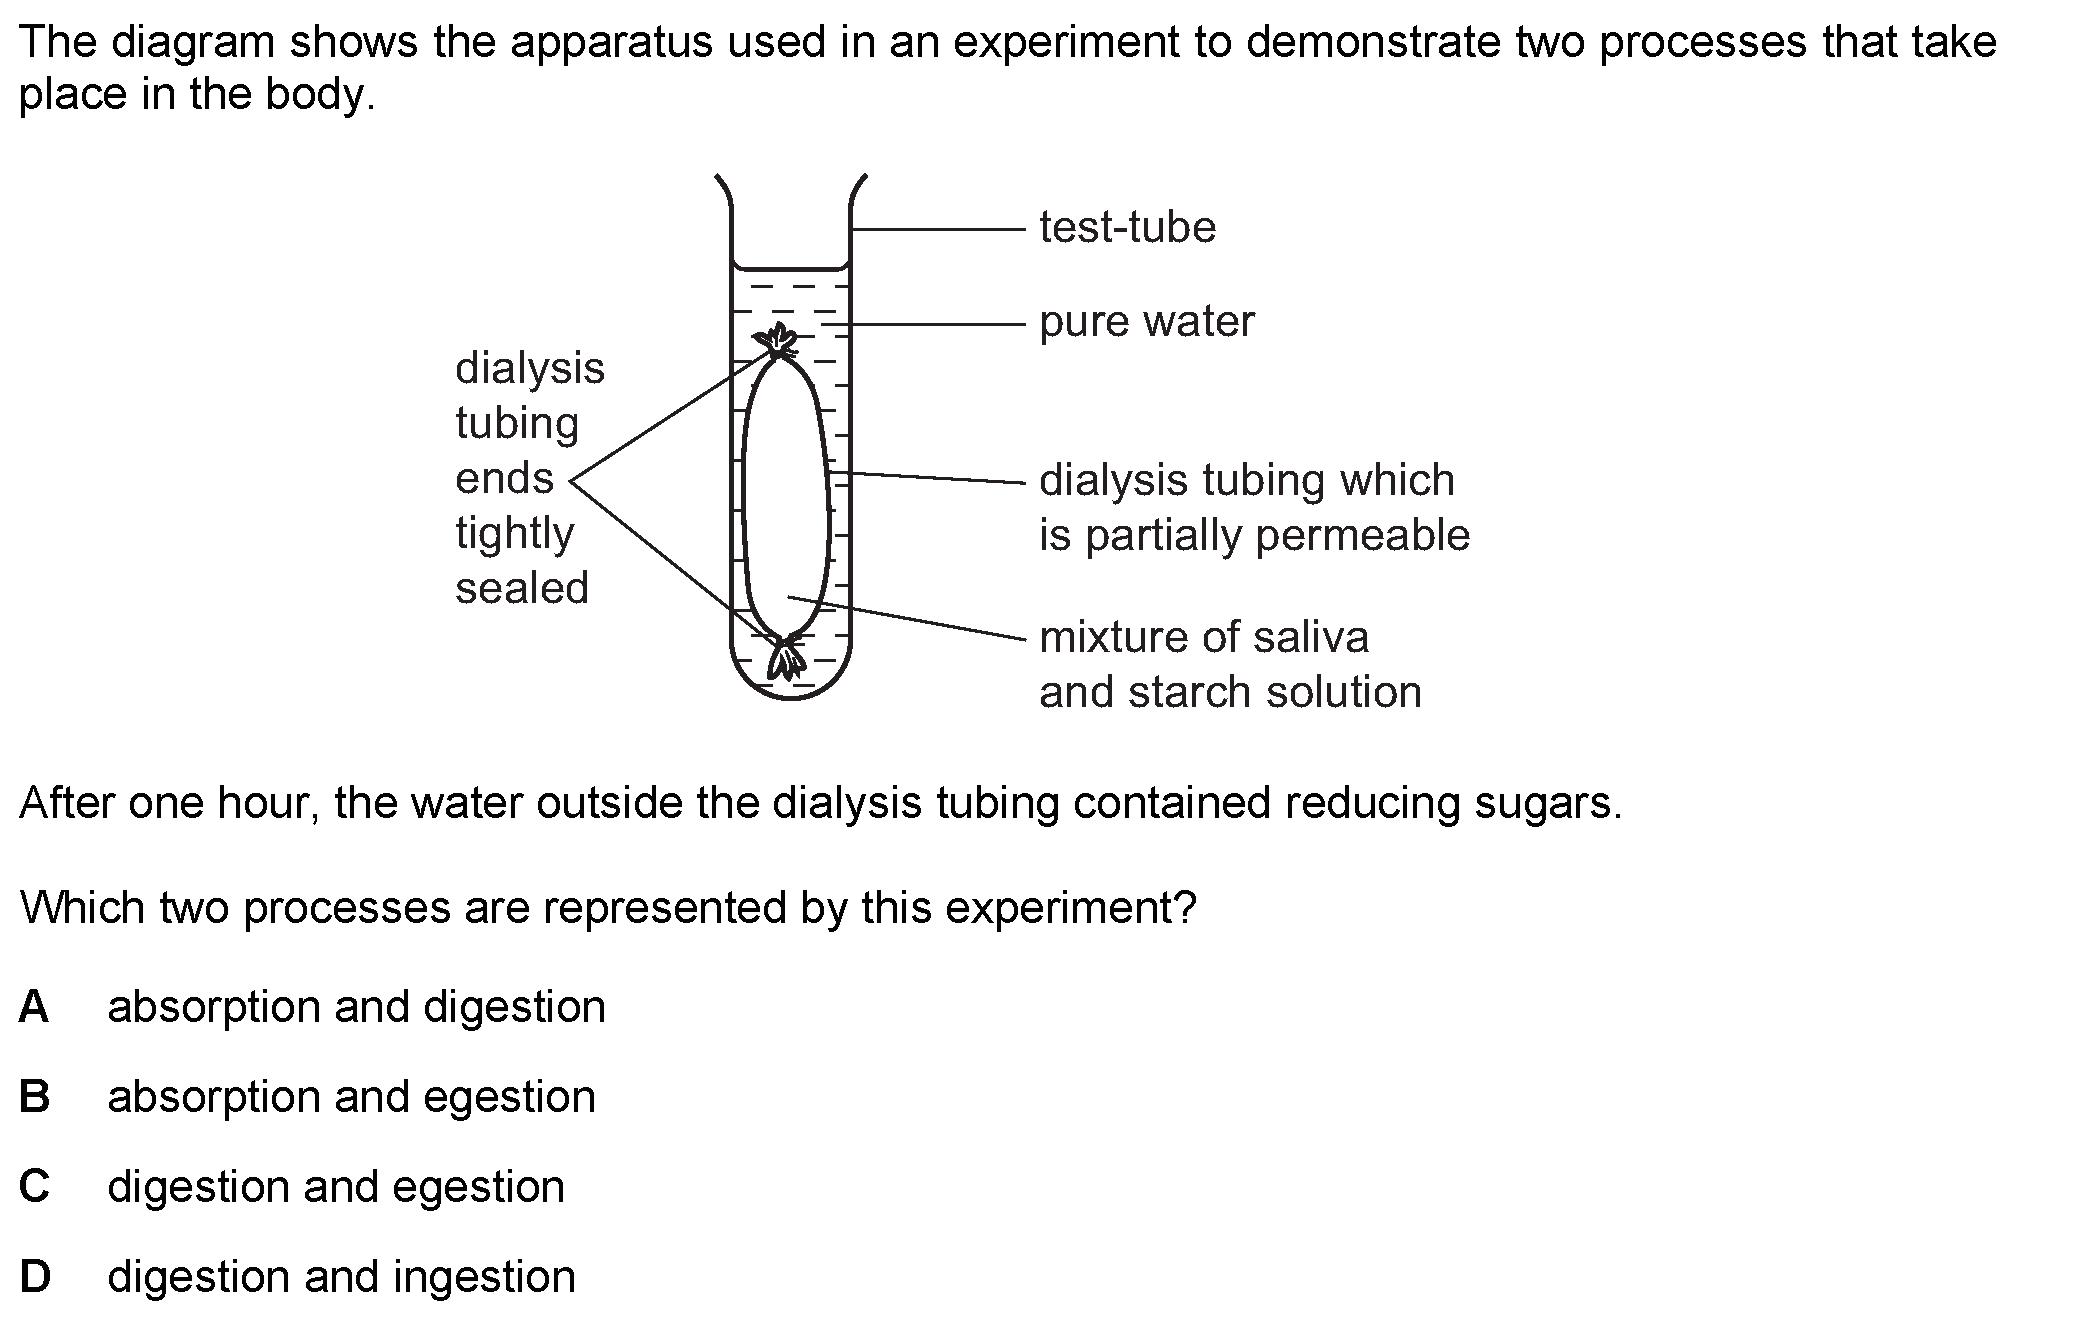 The diagram shows the apparatus used in an experiment to demonstrate two processes that take
place in the body.
test-tube
pure water
dialysis
tubing
ends
tightly
sealed
dialysis tubing which
is partially permeable
mixture of saliva
and starch solution
After one hour, the water outside the dialysis tubing contained reducing sugars.
Which two processes are represented by this experiment?
A absorption and digestion
B absorption and egestion
C digestion and egestion
D digestion and ingestion